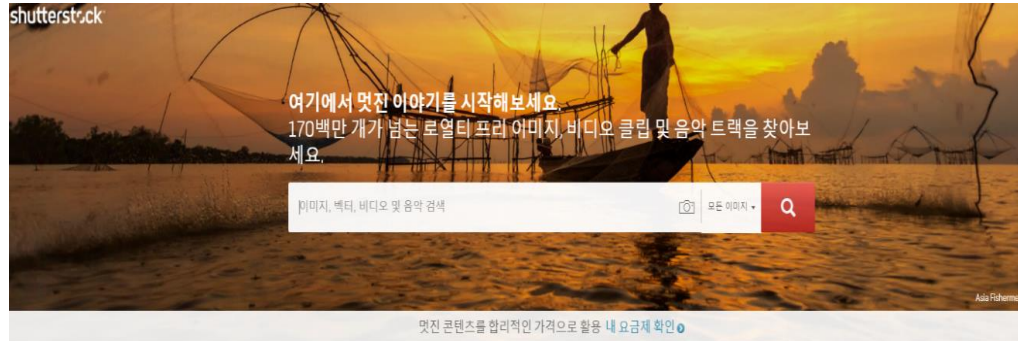 shutterstock
여기에서 멋진 이야기를 시작해보세요.
170백만 개가 넘는 로열티 프리 이미지, 비디오 클립 및 음악 트랙을 찾아보
세요.
이미지, 벡터, 비디오 및 음악 검색
모든 이미지
Asia Fisherme
멋진 콘텐츠를 합리적인 가격으로 활용 내 요금제 확인